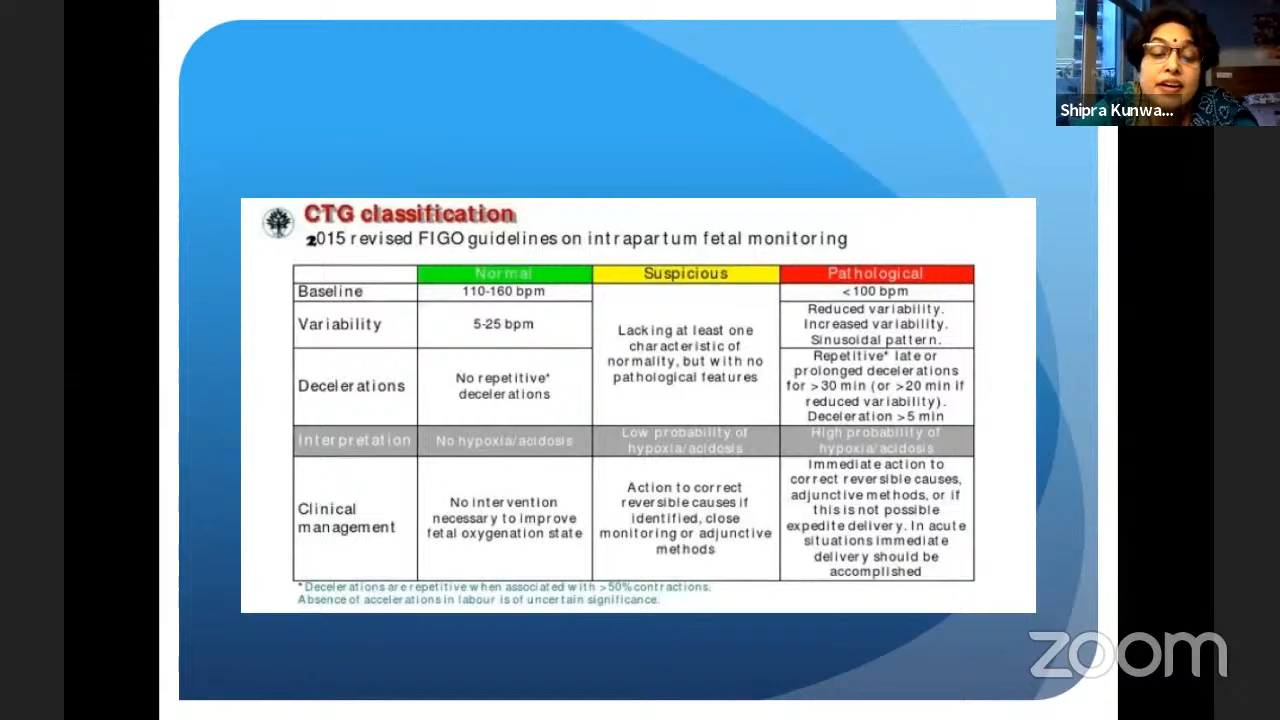 Shipra Kunwa...
CTG classification
2015 revised FIGO guidelines on intrapartum fetal monitoring
Normal
Suspicious
Pathological
Baseline
110-160 bpm
<100 bpm
Variability
5-25 bpm
Reduced variability.
Increased variability.
Sinusoidal pattern.
Lacking at least one
characteristic of
normality, but with no
pathological features
Decelerations
No repetitive*
decelerations
Repetitive* late or
prolonged decelerations
for >30 min (or >20 min if
reduced variability).
Deceleration >5 min
Interpretation
No hypoxia/acidosis
Low probability of
hypoxia/acidosis
High probability of
hypoxia/acidosis
Clinical
management
No intervention
necessary to improve
fetal oxygenation state
Action to correct
reversible causes if
identified, close
monitoring or adjunctive
methods
Immediate action to
correct reversible causes,
adjunctive methods, or if
this is not possible
expedite delivery. In acute
situations immediate
delivery should be
accomplished
*Decelerations are repetitive when associated with >50% contractions.
Absence of accelerations in labour is of uncertain significance.
zoom